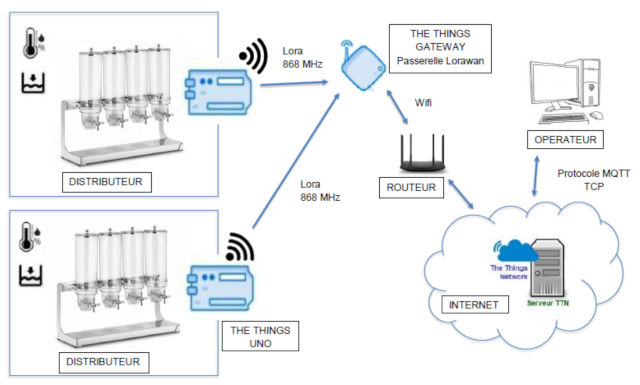 Lora
868 MHz
THE THINGS
GATEWAY
Passerelle Lorawan
%
DISTRIBUTEUR
Wifi
OPERATEUR
ROUTEUR
Protocole MQTT
TCP
Lora
868 MHz
%
The Things
Network
INTERNET
Serveur TTN
THE THINGS
UNO
DISTRIBUTEUR